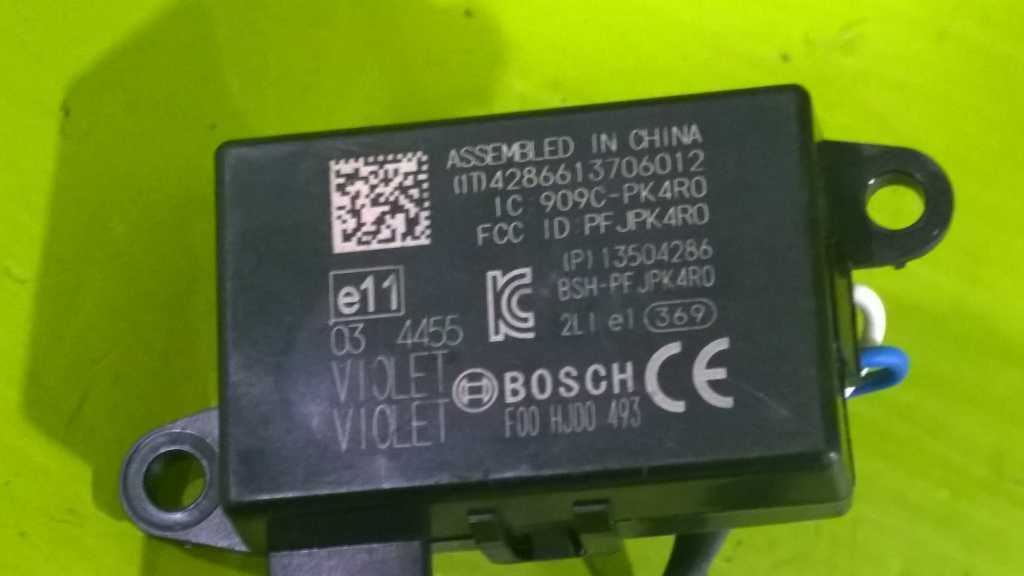 ASSEMBLED IN CHINA
(1T)4286613706012
IC 909C-PK4R0
FCC ID PFJPK4R0
(P)13504286
BSH-PFJPK4R0
e11
03 4455
2L1 e1 369
VIOLET
VIOLET
BOSCH CE
F00 HJ00 493